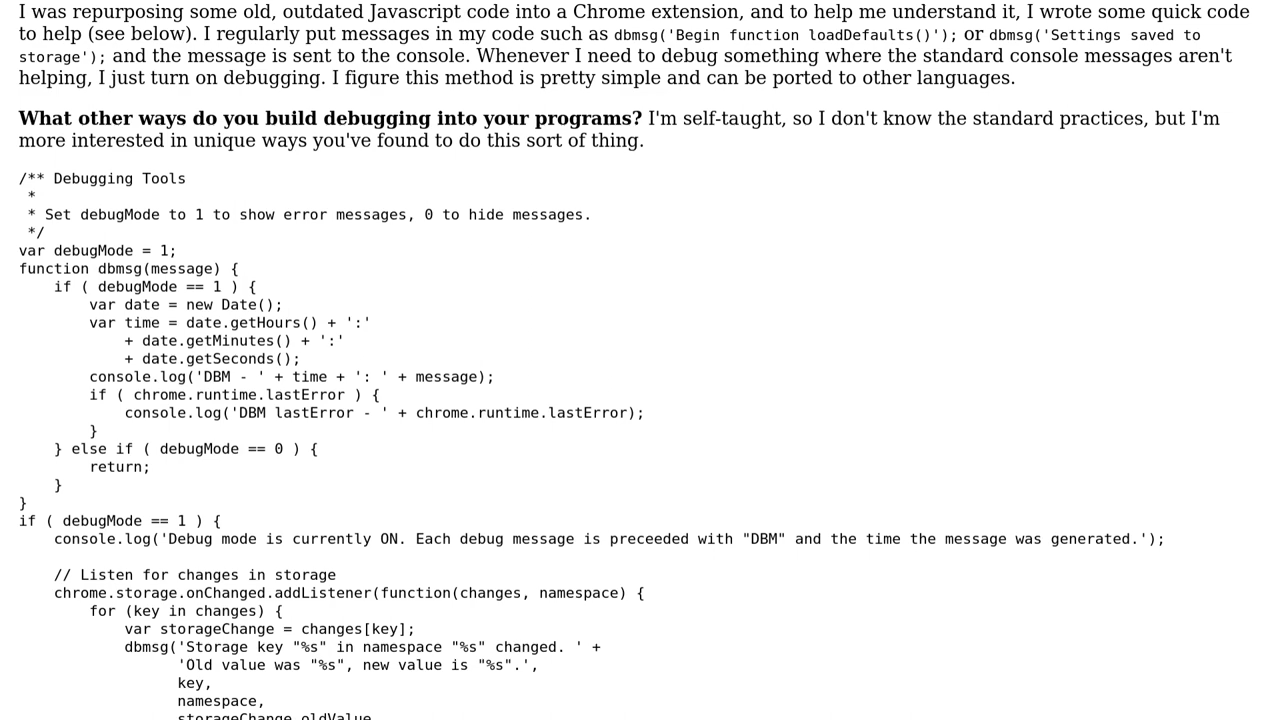 I was repurposing some old, outdated Javascript code into a Chrome extension, and to help me understand it, I wrote some quick code
to help (see below). I regularly put messages in my code such as dbmsg('Begin function loadDefaults()'); or dbmsg('Settings saved to
storage'); and the message is sent to the console. Whenever I need to debug something where the standard console messages aren't
helping, I just turn on debugging. I figure this method is pretty simple and can be ported to other languages.
What other ways do you build debugging into your programs? I'm self-taught, so I don't know the standard practices, but I'm
more interested in unique ways you've found to do this sort of thing.
/** Debugging Tools
 *
 * Set debugMode to 1 to show error messages, 0 to hide messages.
 */
var debugMode = 1;
function dbmsg(message) {
    if ( debugMode == 1 ) {
        var date = new Date();
        var time = date.getHours() + ':'
            + date.getMinutes() + ':'
            + date.getSeconds();
        console.log('DBM - ' + time + ': ' + message);
        if ( chrome.runtime.lastError ) {
            console.log('DBM lastError - ' + chrome.runtime.lastError);
        }
    } else if ( debugMode == 0 ) {
        return;
    }
}
if ( debugMode == 1 ) {
    console.log('Debug mode is currently ON. Each debug message is preceeded with "DBM" and the time the message was generated.');
    // Listen for changes in storage
    chrome.storage.onChanged.addListener(function(changes, namespace) {
        for (key in changes) {
            var storageChange = changes[key];
            dbmsg('Storage key "%s" in namespace "%s" changed. ' +
                  'Old value was "%s", new value is "%s".',
                  key,
                  namespace,
                  storageChange.oldValue,